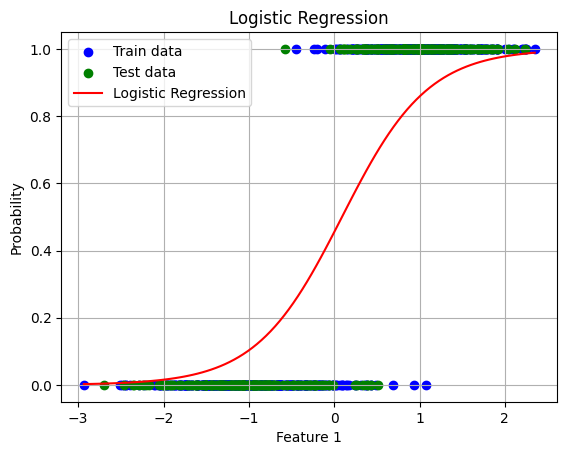 Logistic Regression
Train data
Test data
Logistic Regression
Probability
1.0
0.8
0.6
0.4
0.2
0.0
−3
−2
−1
0
1
2
Feature 1